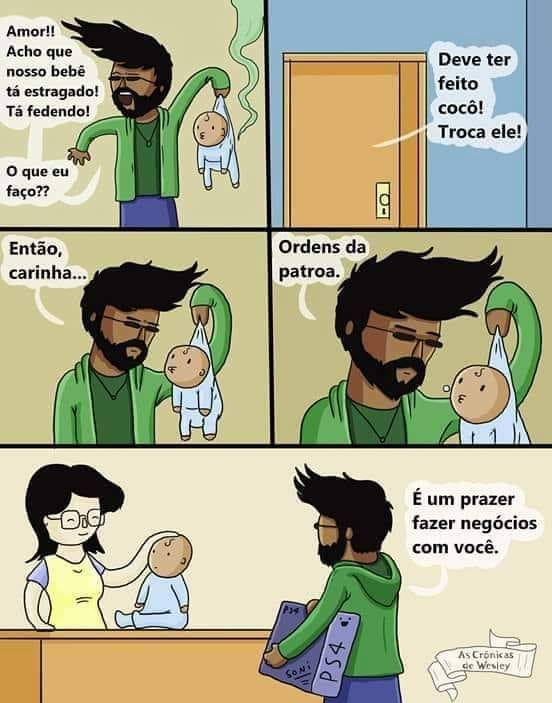 Amor!!
Acho que
nosso bebê
tá estragado!
Tá fedendo!
O que eu
faço??
Deve ter
feito
cocô!
Troca ele!
Então,
carinha...
Ordens da
patroa.
É um prazer
fazer negócios
com você.
PS4
SONI
PS4
As Crônicas
de Wesley